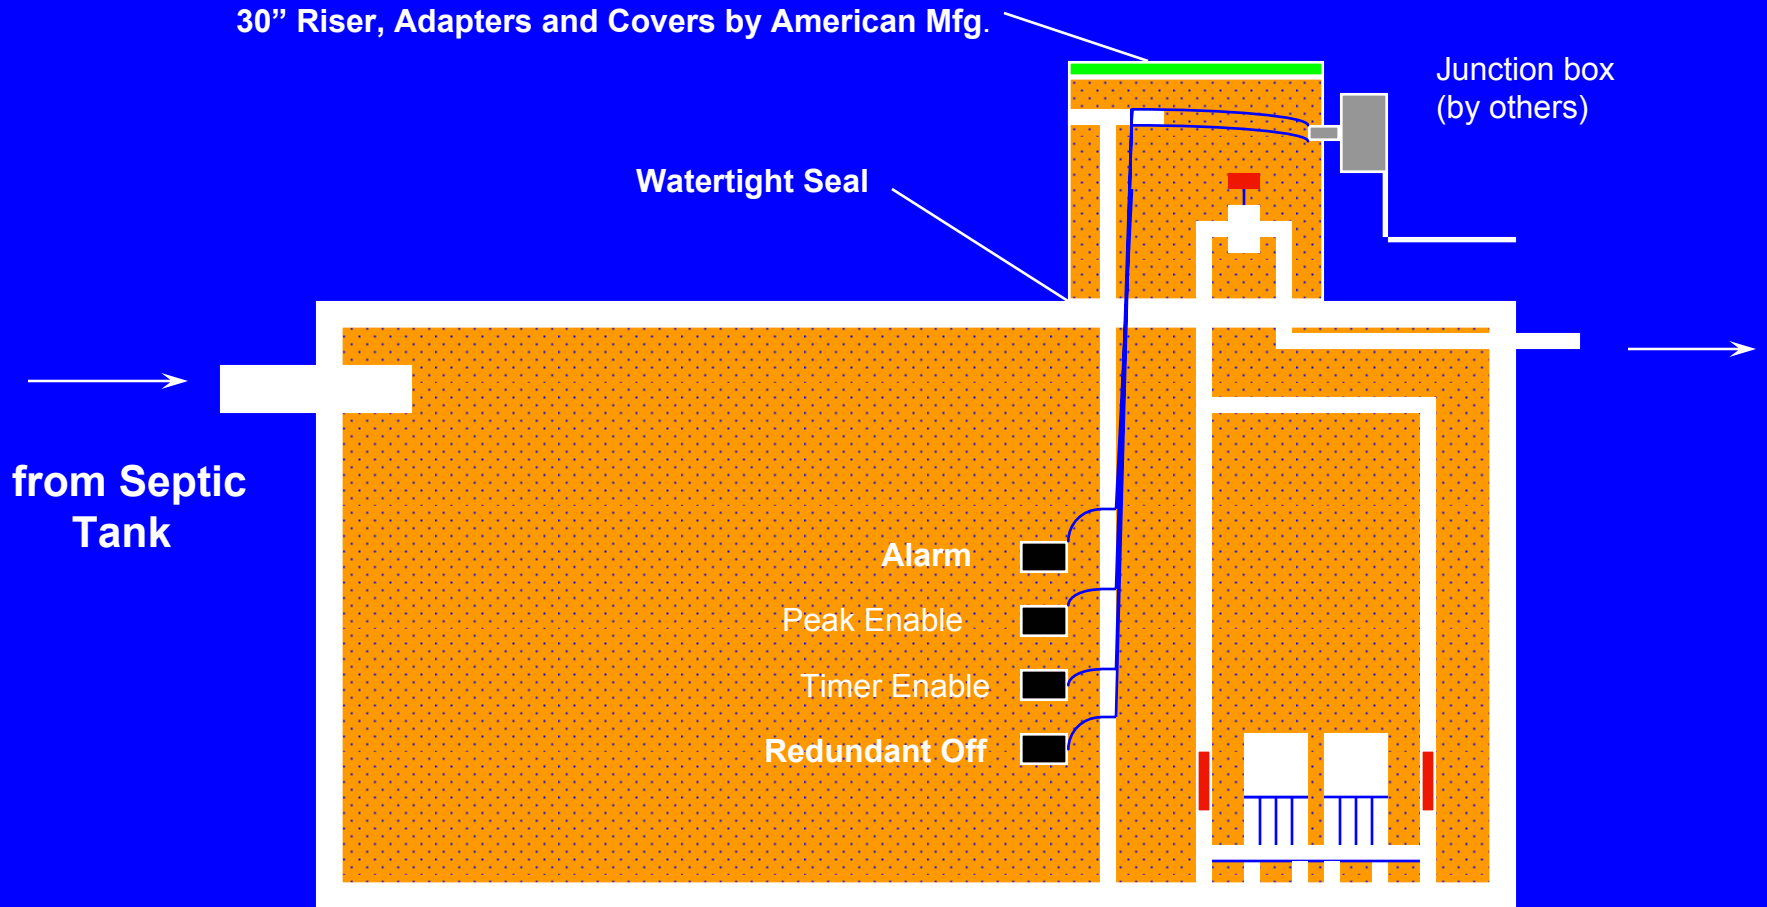 30” Riser, Adapters and Covers by American Mfg.
Junction box
(by others)
Watertight Seal
from Septic
Tank
Alarm
Peak Enable
Timer Enable
Redundant Off